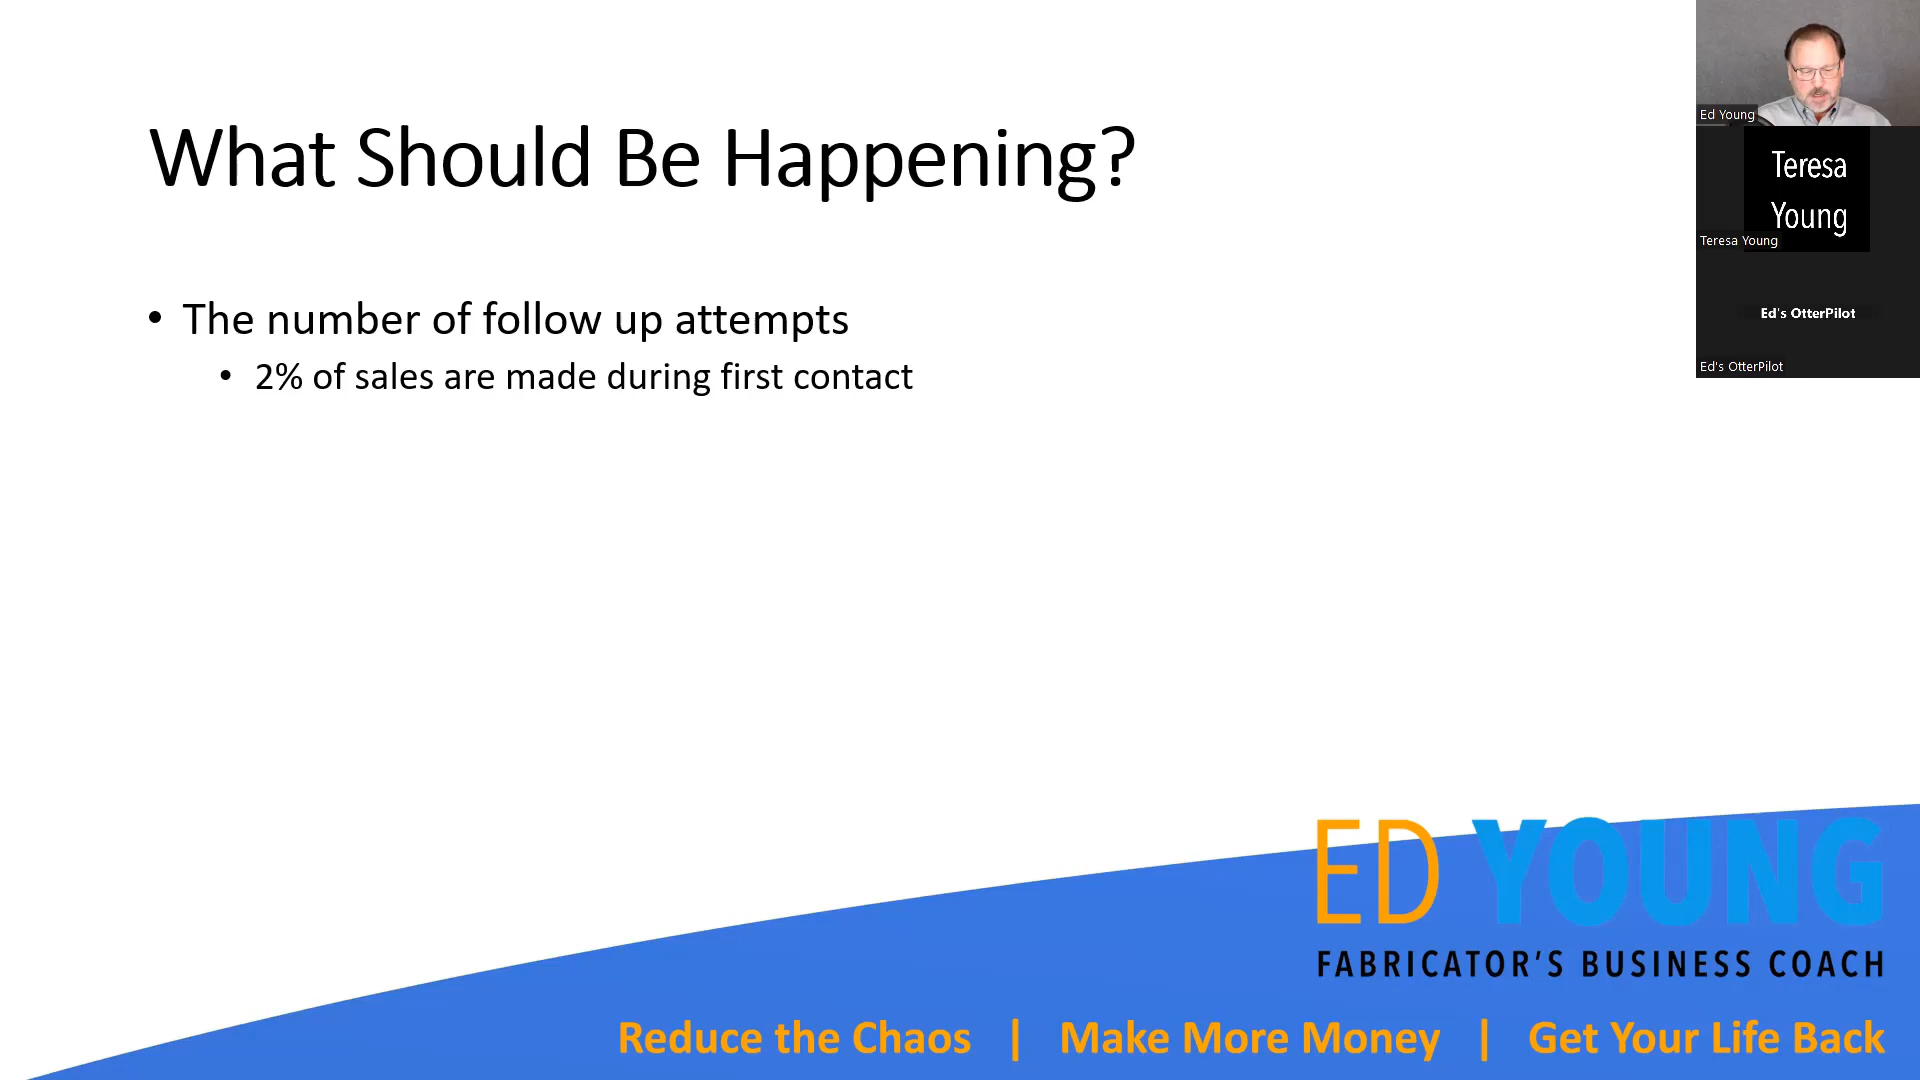 What Should Be Happening?
• The number of follow up attempts
• 2% of sales are made during first contact
Ed Young
Teresa
Young
Teresa Young
Ed's OtterPilot
Ed's OtterPilot
ED YOUNG
FABRICATOR'S BUSINESS COACH
Reduce the Chaos | Make More Money | Get Your Life Back